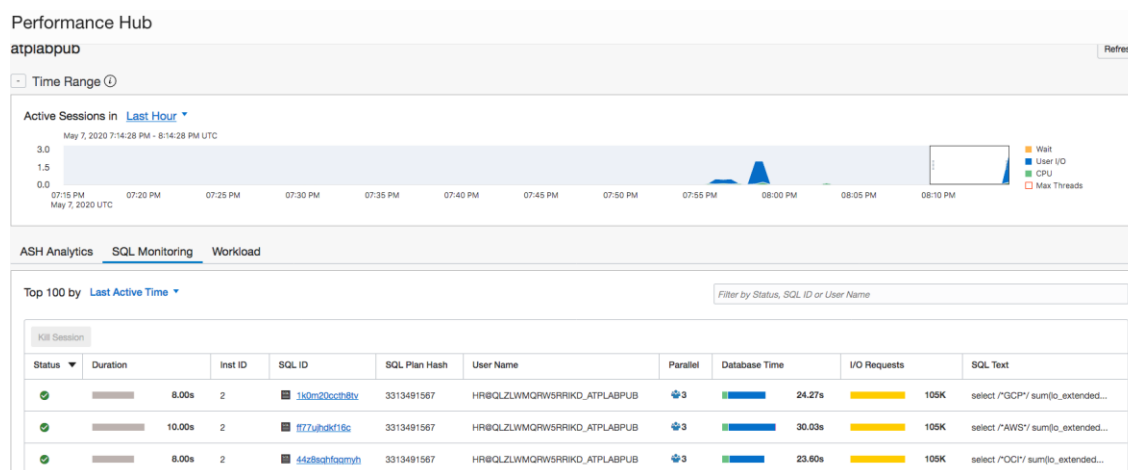 Performance Hub
atplabpub
Refres
- Time Range
Active Sessions in Last Hour
May 7, 2020 7:14:28 PM - 8:14:28 PM UTC
3.0
1.5
0.0
07:15 PM 07:20 PM 07:25 PM 07:30 PM 07:35 PM 07:40 PM 07:45 PM 07:50 PM 07:55 PM 08:00 PM 08:05 PM 08:10 PM
May 7, 2020 UTC
Wait
User I/O
CPU
Max Threads
ASH Analytics SQL Monitoring Workload
Top 100 by Last Active Time
Filter by Status, SQL ID or User Name
Kill Session
Status Duration Inst ID SQL ID SQL Plan Hash User Name Parallel Database Time I/O Requests SQL Text
8.00s 2 1k0m20ccth8tv 3313491567 HR@QLZLWMQRW5RRIKD_ATPLABPUB 3 24.27s 105K select /*GCP*/ sum(lo_extended...
10.00s 2 ff77ujhdkf16c 3313491567 HR@QLZLWMQRW5RRIKD_ATPLABPUB 3 30.03s 105K select /*AWS*/ sum(lo_extended...
8.00s 2 44z8sqhfqqmyh 3313491567 HR@QLZLWMQRW5RRIKD_ATPLABPUB 3 23.60s 105K select /*OCI*/ sum(lo_extended...